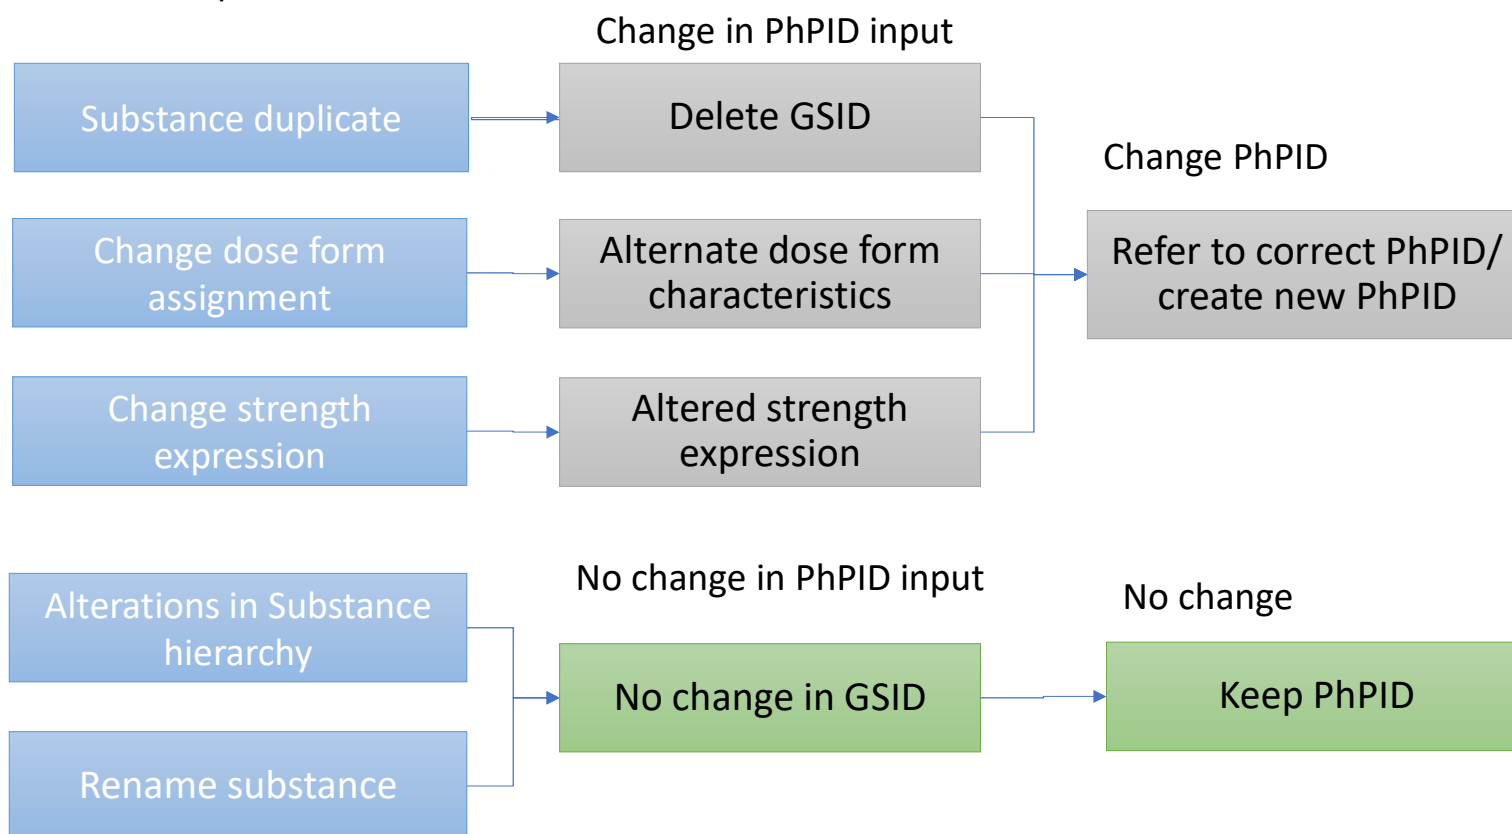 Change in PhPID input
Substance duplicate
Delete GSID
Change PhPID
Change dose form
assignment
Alternate dose form
characteristics
Refer to correct PhPID/
create new PhPID
Change strength
expression
Altered strength
expression
No change in PhPID input
No change
Alterations in Substance
hierarchy
No change in GSID
Keep PhPID
Rename substance